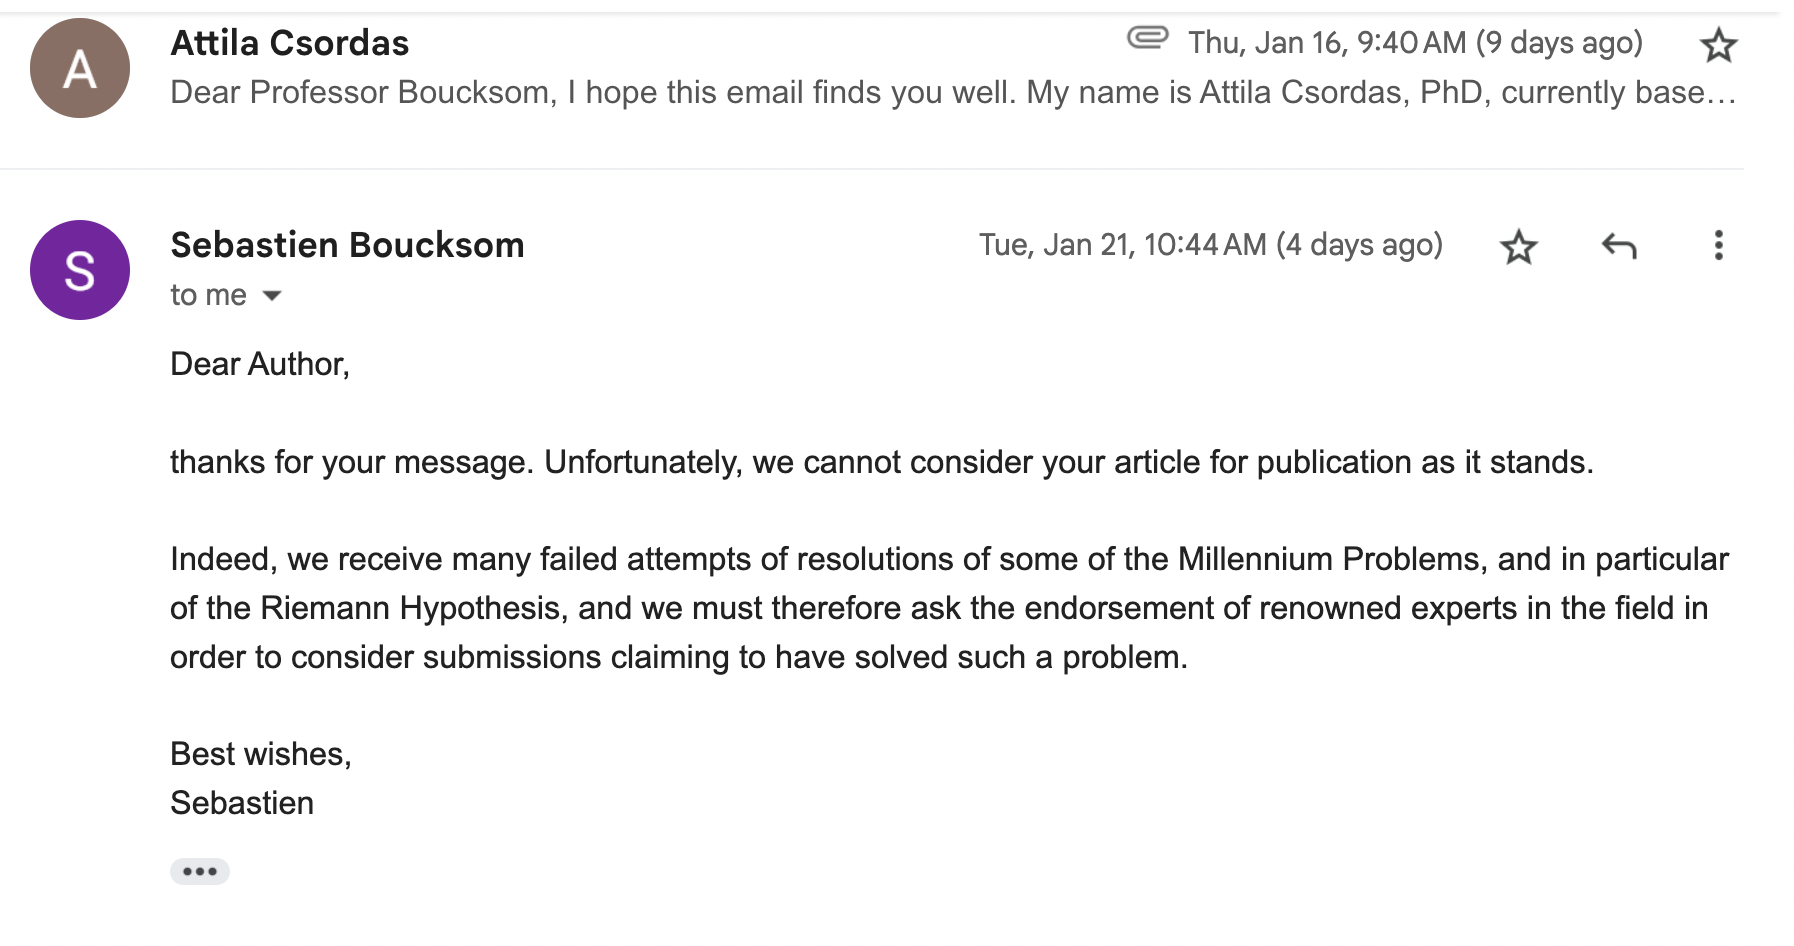 A
Attila Csordas
Thu, Jan 16, 9:40 AM (9 days ago)
Dear Professor Boucksom, I hope this email finds you well. My name is Attila Csordas, PhD, currently base…
S
Sebastien Boucksom
Tue, Jan 21, 10:44 AM (4 days ago)
to me
Dear Author,
thanks for your message. Unfortunately, we cannot consider your article for publication as it stands.
Indeed, we receive many failed attempts of resolutions of some of the Millennium Problems, and in particular
of the Riemann Hypothesis, and we must therefore ask the endorsement of renowned experts in the field in
order to consider submissions claiming to have solved such a problem.
Best wishes,
Sebastien